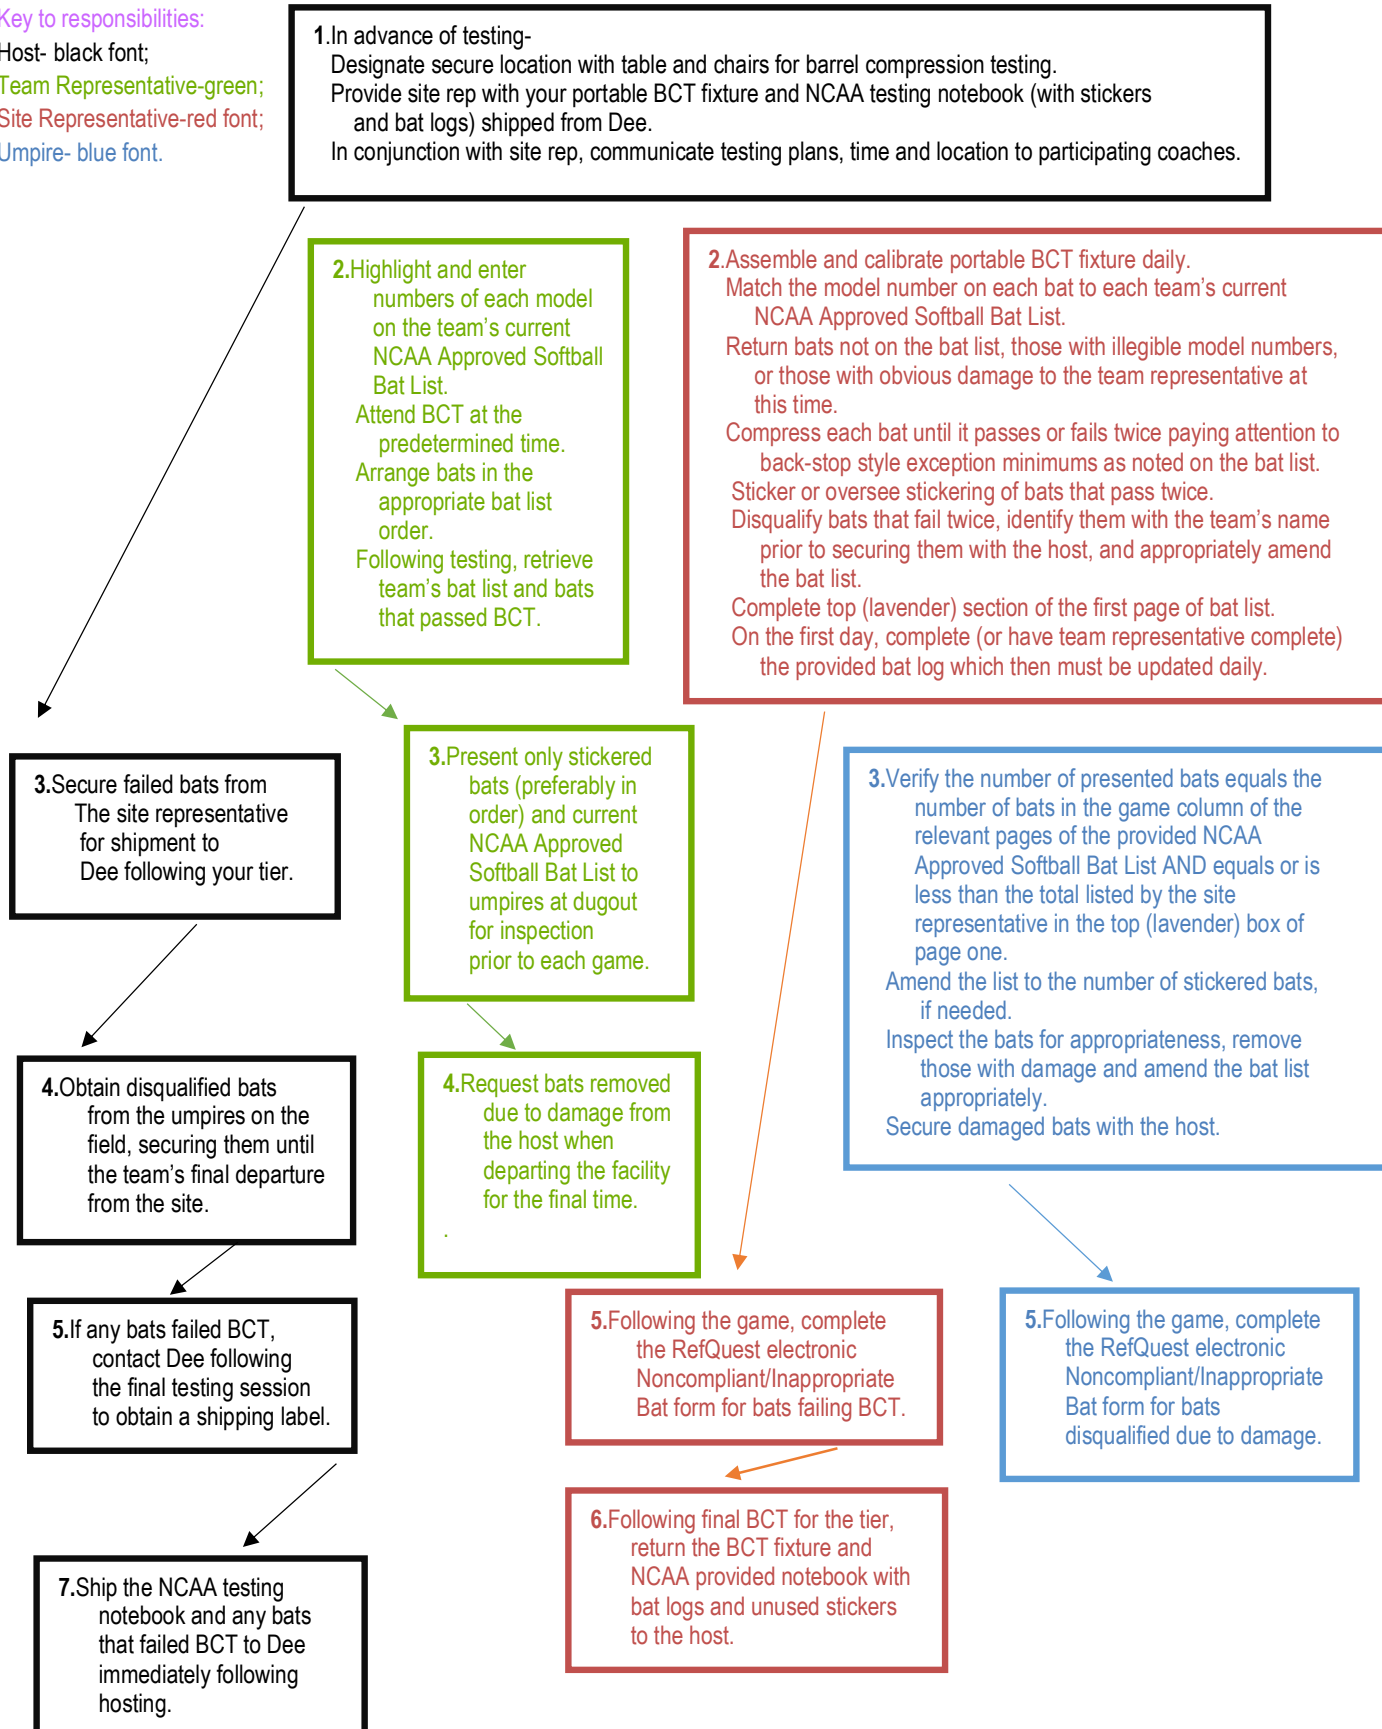 Key to responsibilities:
Host- black font;
Team Representative-green;
Site Representative-red font;
Umpire- blue font.
1.In advance of testing-
Designate secure location with table and chairs for barrel compression testing.
Provide site rep with your portable BCT fixture and NCAA testing notebook (with stickers
and bat logs) shipped from Dee.
In conjunction with site rep, communicate testing plans, time and location to participating coaches.
2.Highlight and enter
numbers of each model
on the team's current
NCAA Approved Softball
Bat List.
Attend BCT at the
predetermined time.
Arrange bats in the
appropriate bat list
order.
Following testing, retrieve
team's bat list and bats
that passed BCT.
2.Assemble and calibrate portable BCT fixture daily.
Match the model number on each bat to each team's current
NCAA Approved Softball Bat List.
Return bats not on the bat list, those with illegible model numbers,
or those with obvious damage to the team representative at
this time.
Compress each bat until it passes or fails twice paying attention to
back-stop style exception minimums as noted on the bat list.
Sticker or oversee stickering of bats that pass twice.
Disqualify bats that fail twice, identify them with the team's name
prior to securing them with the host, and appropriately amend
the bat list.
Complete top (lavender) section of the first page of bat list.
On the first day, complete (or have team representative complete)
the provided bat log which then must be updated daily.
3.Secure failed bats from
The site representative
for shipment to
Dee following your tier.
3.Present only stickered
bats (preferably in
order) and current
NCAA Approved
Softball Bat List to
umpires at dugout
for inspection
prior to each game.
3.Verify the number of presented bats equals the
number of bats in the game column of the
relevant pages of the provided NCAA
Approved Softball Bat List AND equals or is
less than the total listed by the site
representative in the top (lavender) box of
page one.
Amend the list to the number of stickered bats,
if needed.
Inspect the bats for appropriateness, remove
those with damage and amend the bat list
appropriately.
Secure damaged bats with the host.
4.Obtain disqualified bats
from the umpires on the
field, securing them until
the team's final departure
from the site.
4.Request bats removed
due to damage from
the host when
departing the facility
for the final time.
.
5.If any bats failed BCT,
contact Dee following
the final testing session
to obtain a shipping label.
5.Following the game, complete
the RefQuest electronic
Noncompliant/Inappropriate
Bat form for bats failing BCT.
5.Following the game, complete
the RefQuest electronic
Noncompliant/Inappropriate
Bat form for bats
disqualified due to damage.
6.Following final BCT for the tier,
return the BCT fixture and
NCAA provided notebook with
bat logs and unused stickers
to the host.
7.Ship the NCAA testing
notebook and any bats
that failed BCT to Dee
immediately following
hosting.